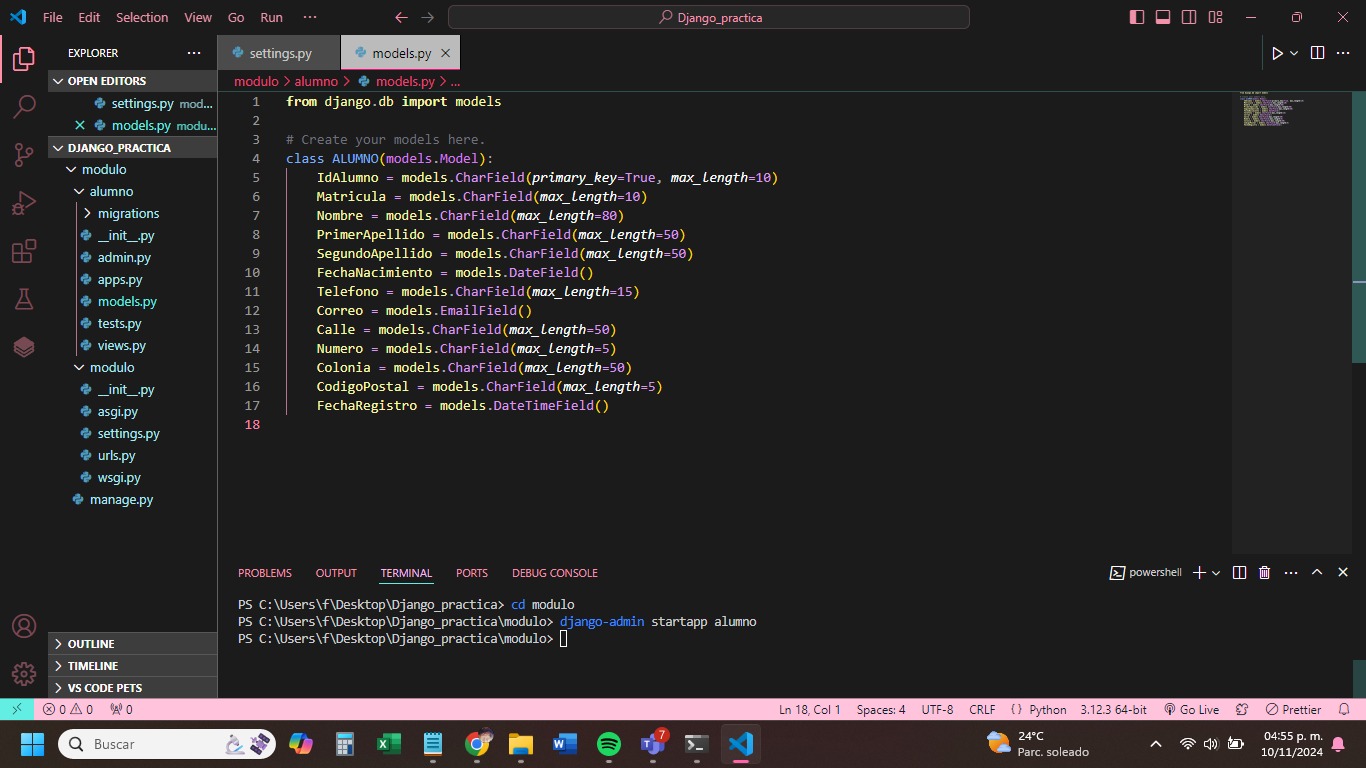 File Edit Selection View Go Run ··· Django_practica
EXPLORER ···
OPEN EDITORS
settings.py mod...
models.py modu...
DJANGO_PRACTICA
modulo
alumno
migrations
__init__.py
admin.py
apps.py
models.py
tests.py
views.py
modulo
__init__.py
asgi.py
settings.py
urls.py
wsgi.py
manage.py
OUTLINE
TIMELINE
VS CODE PETS
settings.py models.py
modulo > alumno > models.py > ...
1 from django.db import models
2
3 # Create your models here.
4 class ALUMNO(models.Model):
5 IdAlumno = models.CharField(primary_key=True, max_length=10)
6 Matricula = models.CharField(max_length=10)
7 Nombre = models.CharField(max_length=80)
8 PrimerApellido = models.CharField(max_length=50)
9 SegundoApellido = models.CharField(max_length=50)
10 FechaNacimiento = models.DateField()
11 Telefono = models.CharField(max_length=15)
12 Correo = models.EmailField()
13 Calle = models.CharField(max_length=50)
14 Numero = models.CharField(max_length=5)
15 Colonia = models.CharField(max_length=50)
16 CodigoPostal = models.CharField(max_length=5)
17 FechaRegistro = models.DateTimeField()
18
PROBLEMS OUTPUT TERMINAL PORTS DEBUG CONSOLE powershell
PS C:\Users\f\Desktop\Django_practica> cd modulo
PS C:\Users\f\Desktop\Django_practica\modulo> django-admin startapp alumno
PS C:\Users\f\Desktop\Django_practica\modulo>
0 0 0 Ln 18, Col 1 Spaces: 4 UTF-8 CRLF {} Python 3.12.3 64-bit Go Live Prettier
Buscar 7 24°C 04:55 p. m.
Parc. soleado 10/11/2024